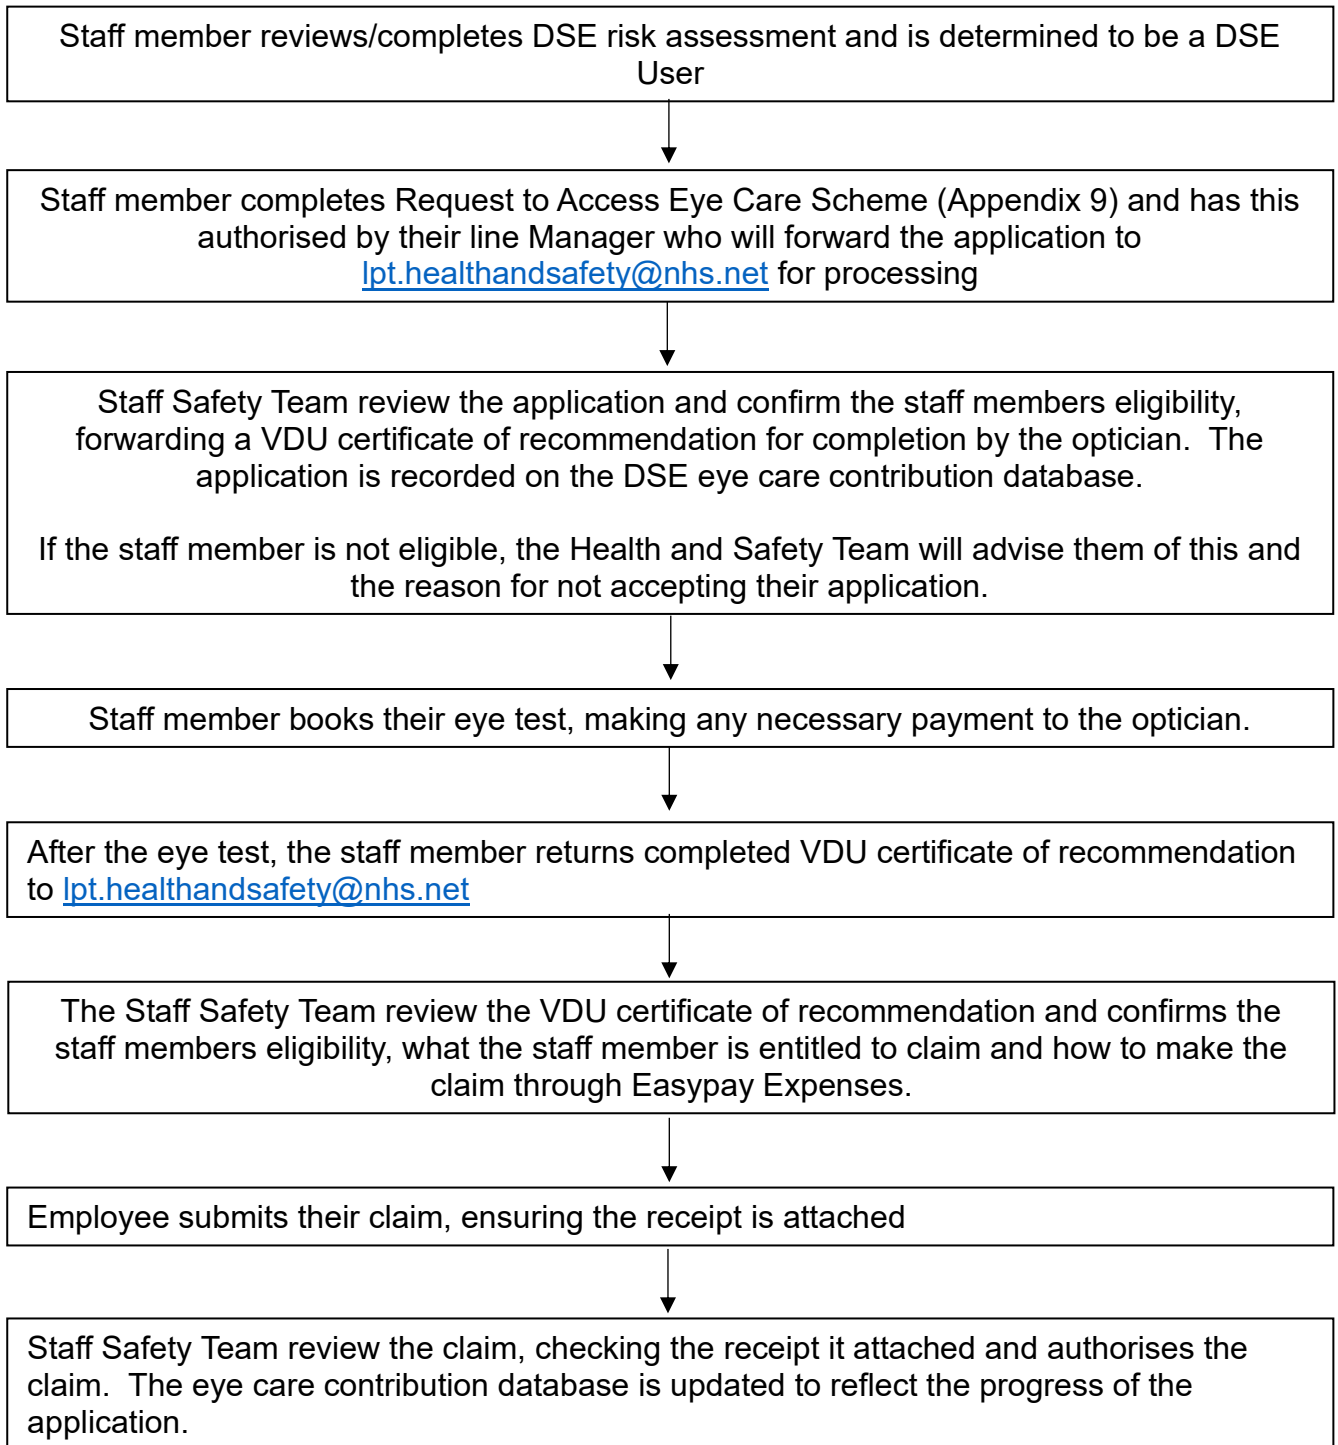 Staff member reviews/completes DSE risk assessment and is determined to be a DSE
User
Staff member completes Request to Access Eye Care Scheme (Appendix 9) and has this
authorised by their line Manager who will forward the application to
lpt.healthandsafety@nhs.net for processing
Staff Safety Team review the application and confirm the staff members eligibility,
forwarding a VDU certificate of recommendation for completion by the optician.  The
application is recorded on the DSE eye care contribution database.
If the staff member is not eligible, the Health and Safety Team will advise them of this and
the reason for not accepting their application.
Staff member books their eye test, making any necessary payment to the optician.
After the eye test, the staff member returns completed VDU certificate of recommendation
to lpt.healthandsafety@nhs.net
The Staff Safety Team review the VDU certificate of recommendation and confirms the
staff members eligibility, what the staff member is entitled to claim and how to make the
claim through Easypay Expenses.
Employee submits their claim, ensuring the receipt is attached
Staff Safety Team review the claim, checking the receipt it attached and authorises the
claim.  The eye care contribution database is updated to reflect the progress of the
application.